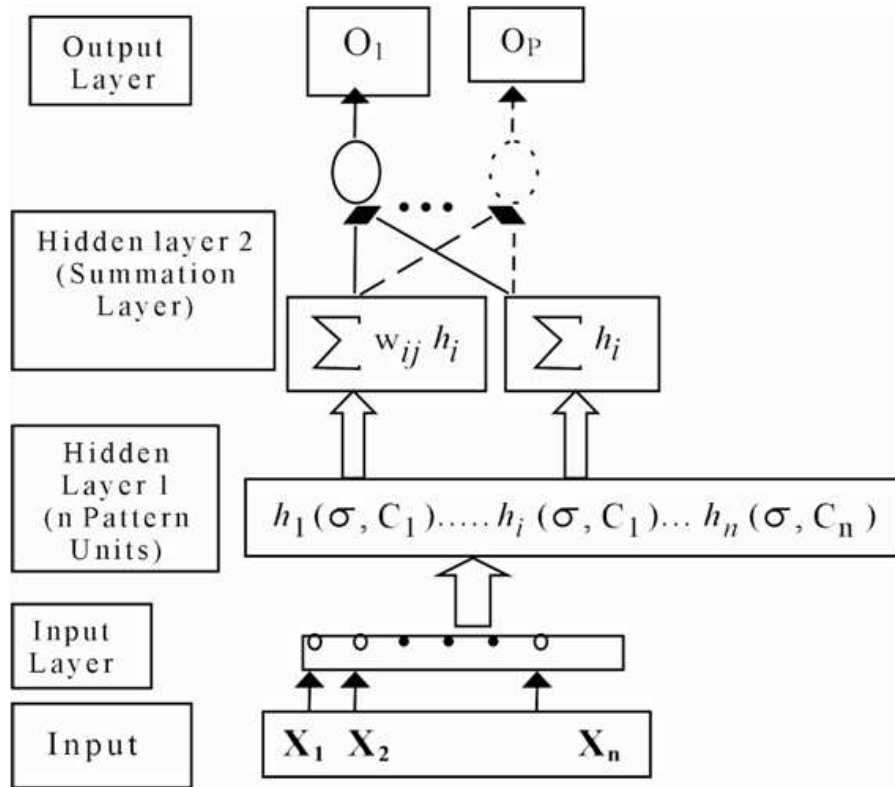 Output
Layer
O₁
Oₚ
Hidden layer 2
(Summation
Layer)
∑ wᵢⱼ hᵢ
∑ hᵢ
Hidden
Layer 1
(n Pattern
Units)
h₁(σ, C₁).....hᵢ(σ, C₁)...hₙ(σ, Cₙ)
Input
Layer
Input
X₁ X₂ Xₙ